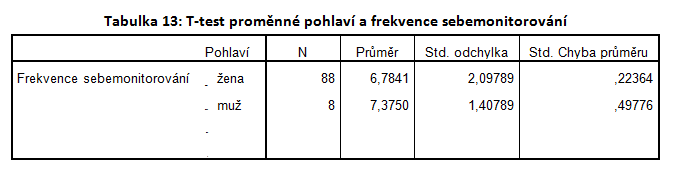 Tabulka 13: T-test proměnné pohlaví a frekvence sebemonitorování
Pohlaví N Průměr Std. odchylka Std. Chyba průměru
Frekvence sebemonitorování žena 88 6,7841 2,09789 ,22364
muž 8 7,3750 1,40789 ,49776